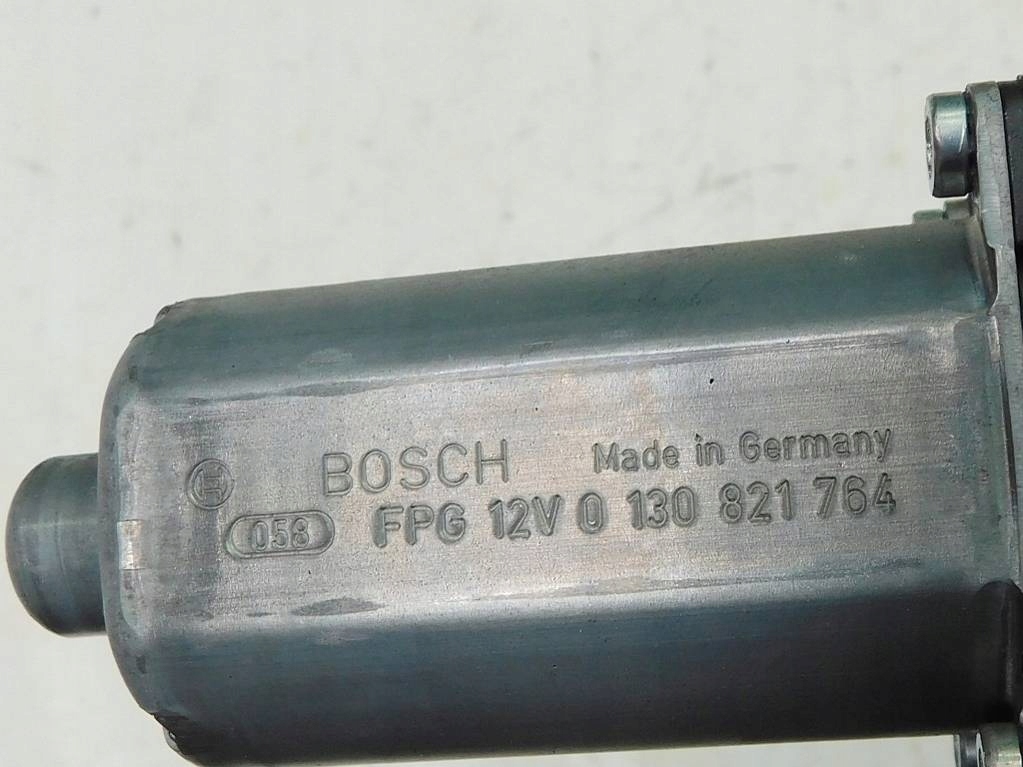 BOSCH Made in Germany
058 FPG 12V 0 130 821 764